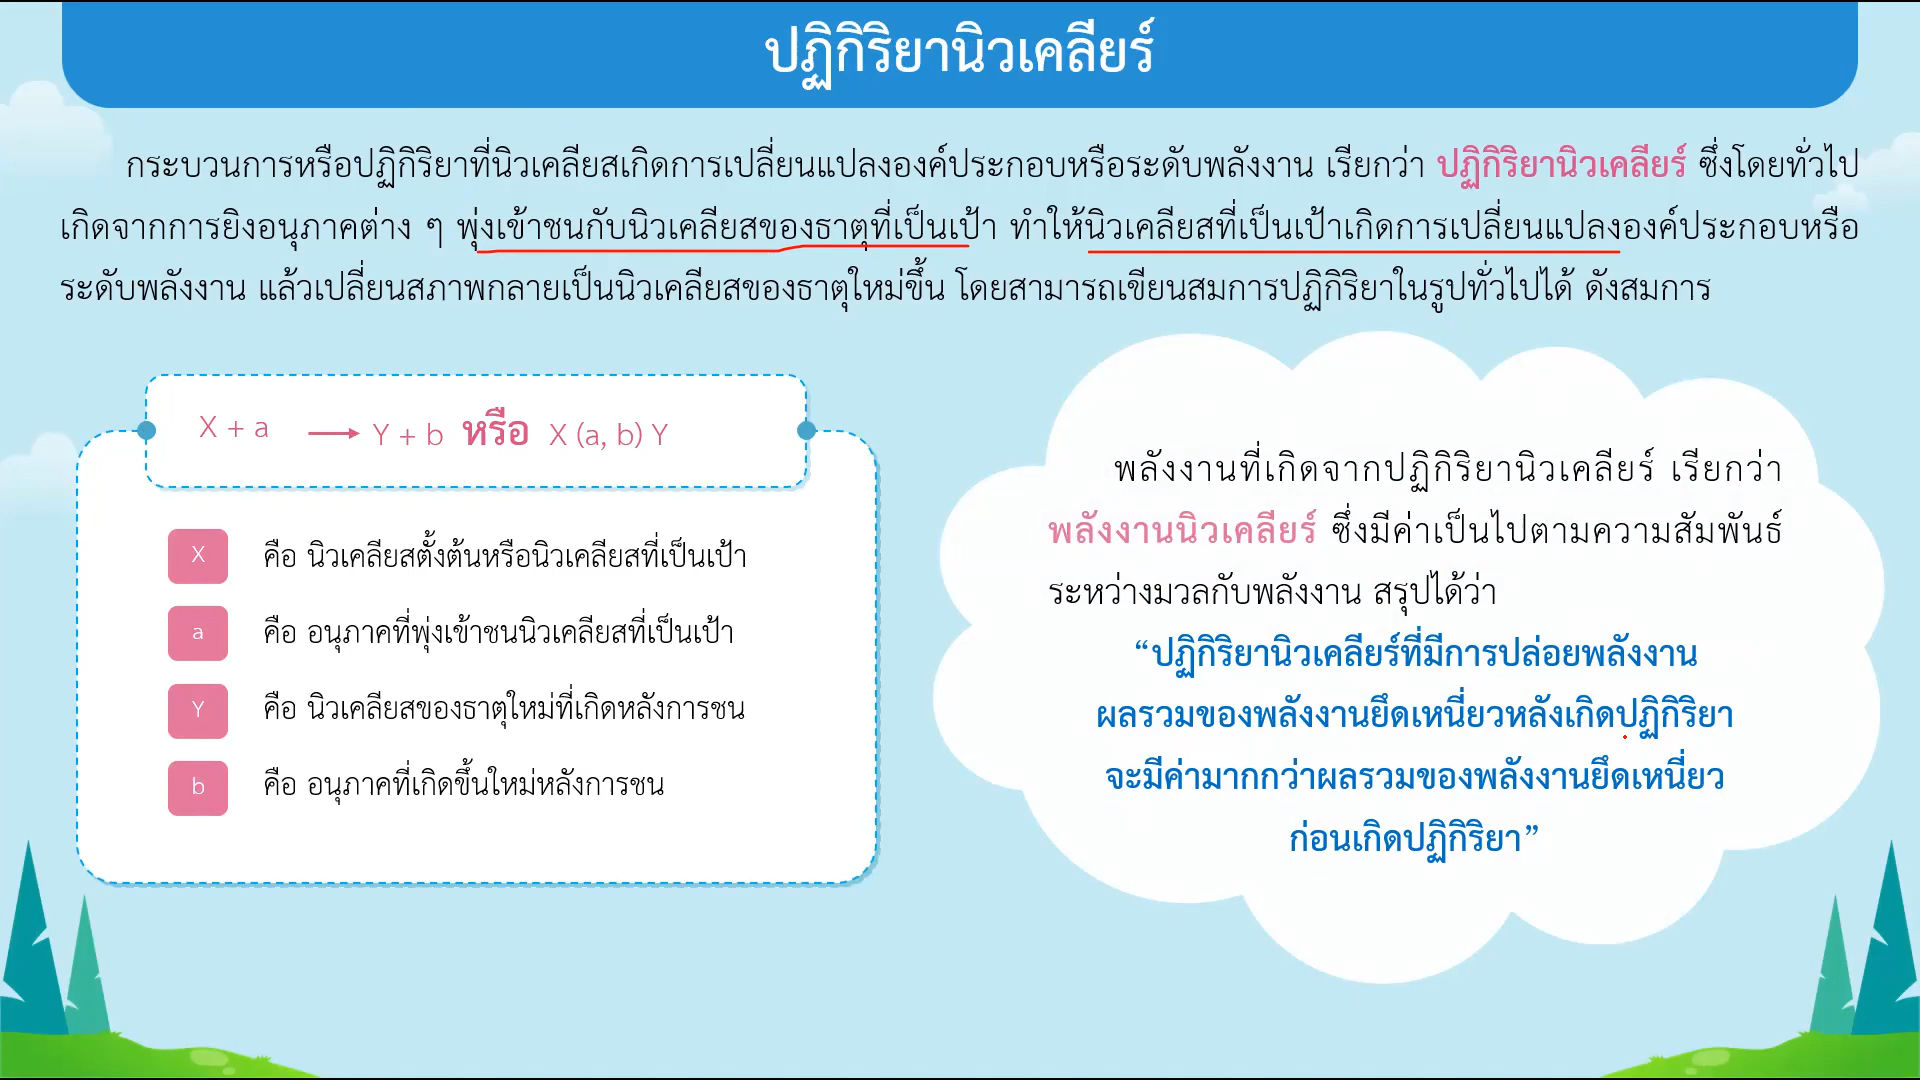 ปฏิกิริยานิวเคลียร์
กระบวนการหรือปฏิกิริยาที่นิวเคลียสเกิดการเปลี่ยนแปลงองค์ประกอบหรือระดับพลังงาน เรียกว่า ปฏิกิริยานิวเคลียร์ ซึ่งโดยทั่วไป
เกิดจากการยิงอนุภาคต่าง ๆ พุ่งเข้าชนกับนิวเคลียสของธาตุที่เป็นเป้า ทำให้นิวเคลียสที่เป็นเป้าเกิดการเปลี่ยนแปลงองค์ประกอบหรือ
ระดับพลังงาน แล้วเปลี่ยนสภาพกลายเป็นนิวเคลียสของธาตุใหม่ขึ้น โดยสามารถเขียนสมการปฏิกิริยาในรูปทั่วไปได้ ดังสมการ
X + a ⟶ Y + b หรือ X (a, b) Y
X คือ นิวเคลียสตั้งต้นหรือนิวเคลียสที่เป็นเป้า
a คือ อนุภาคที่พุ่งเข้าชนนิวเคลียสที่เป็นเป้า
Y คือ นิวเคลียสของธาตุใหม่ที่เกิดหลังการชน
b คือ อนุภาคที่เกิดขึ้นใหม่หลังการชน
พลังงานที่เกิดจากปฏิกิริยานิวเคลียร์ เรียกว่า
พลังงานนิวเคลียร์ ซึ่งมีค่าเป็นไปตามความสัมพันธ์
ระหว่างมวลกับพลังงาน สรุปได้ว่า
“ปฏิกิริยานิวเคลียร์ที่มีการปล่อยพลังงาน
ผลรวมของพลังงานยึดเหนี่ยวหลังเกิดปฏิกิริยา
จะมีค่ามากกว่าผลรวมของพลังงานยึดเหนี่ยว
ก่อนเกิดปฏิกิริยา”